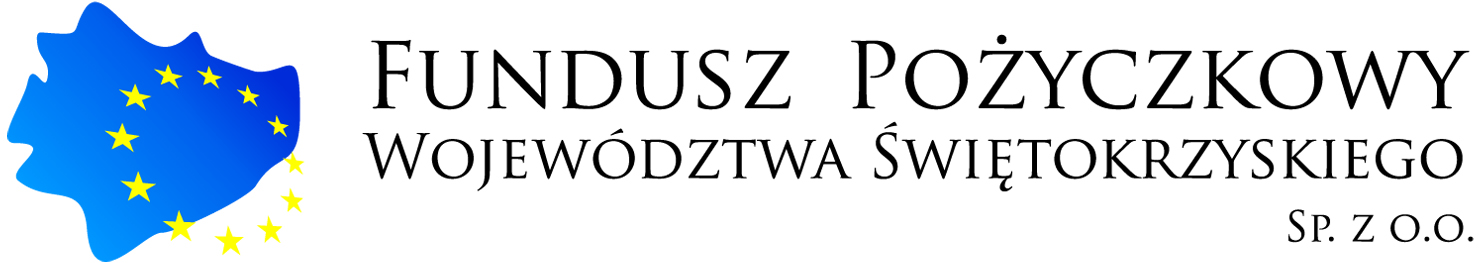 Fundusz Pożyczkowy
Województwa Świętokrzyskiego
Sp. z o.o.